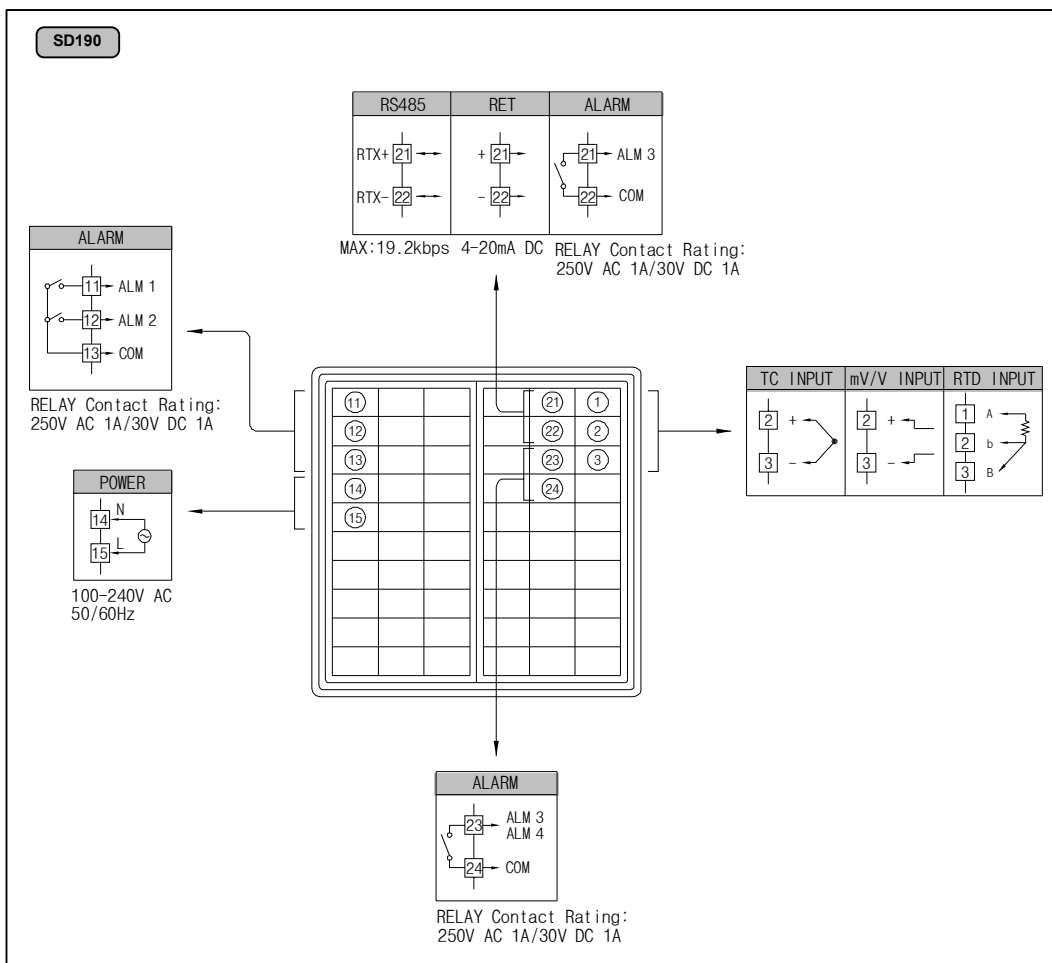 SD190
RS485 RET ALARM
RTX+ 21
RTX- 22
+ 21
- 22
21 ALM 3
22 COM
MAX:19.2kbps 4-20mA DC RELAY Contact Rating:
250V AC 1A/30V DC 1A
ALARM
11 ALM 1
12 ALM 2
13 COM
RELAY Contact Rating:
250V AC 1A/30V DC 1A
POWER
14 N
15 L
100-240V AC
50/60Hz
11 21 1
12 22 2
13 23 3
14 24
15
TC INPUT mV/V INPUT RTD INPUT
2 +
3 -
2 +
3 -
1 A
2 b
3 B
ALARM
23 ALM 3
ALM 4
24 COM
RELAY Contact Rating:
250V AC 1A/30V DC 1A